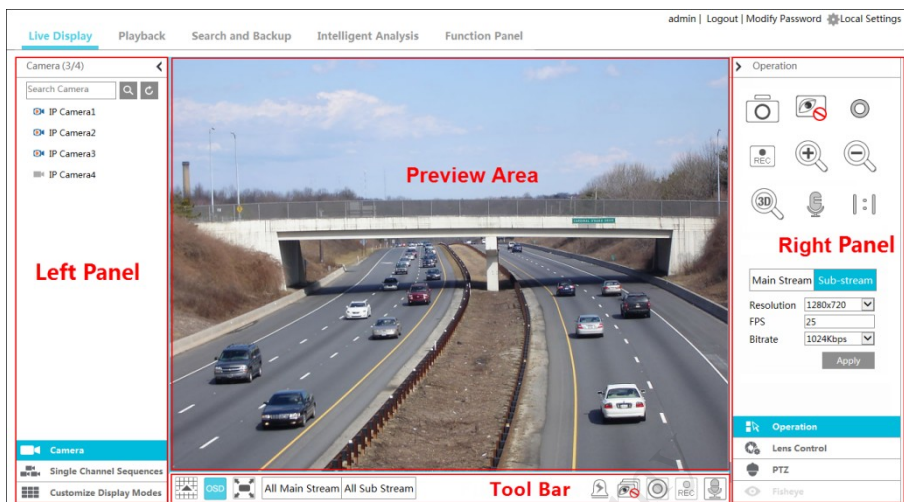 admin | Logout | Modify Password Local Settings
Live Display Playback Search and Backup Intelligent Analysis Function Panel
Camera (3/4)
Search Camera
IP Camera1
IP Camera2
IP Camera3
IP Camera4
Left Panel
Camera
Single Channel Sequences
Customize Display Modes
Preview Area
OSD
All Main Stream All Sub Stream
Tool Bar
REC
Operation
REC
3D
1:1
Right Panel
Main Stream Sub-stream
Resolution 1280x720
FPS 25
Bitrate 1024Kbps
Apply
Operation
Lens Control
PTZ
Fisheye